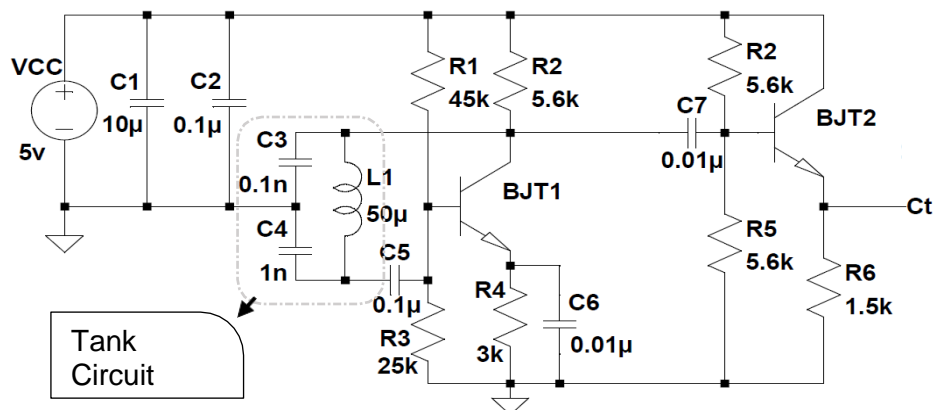 VCC
5v
C1
10µ
C2
0.1µ
C3
0.1n
C4
1n
L1
50µ
C5
0.1µ
R1
45k
R2
5.6k
BJT1
R3
25k
R4
3k
C6
0.01µ
C7
0.01µ
R2
5.6k
BJT2
R5
5.6k
R6
1.5k
Ct
Tank
Circuit